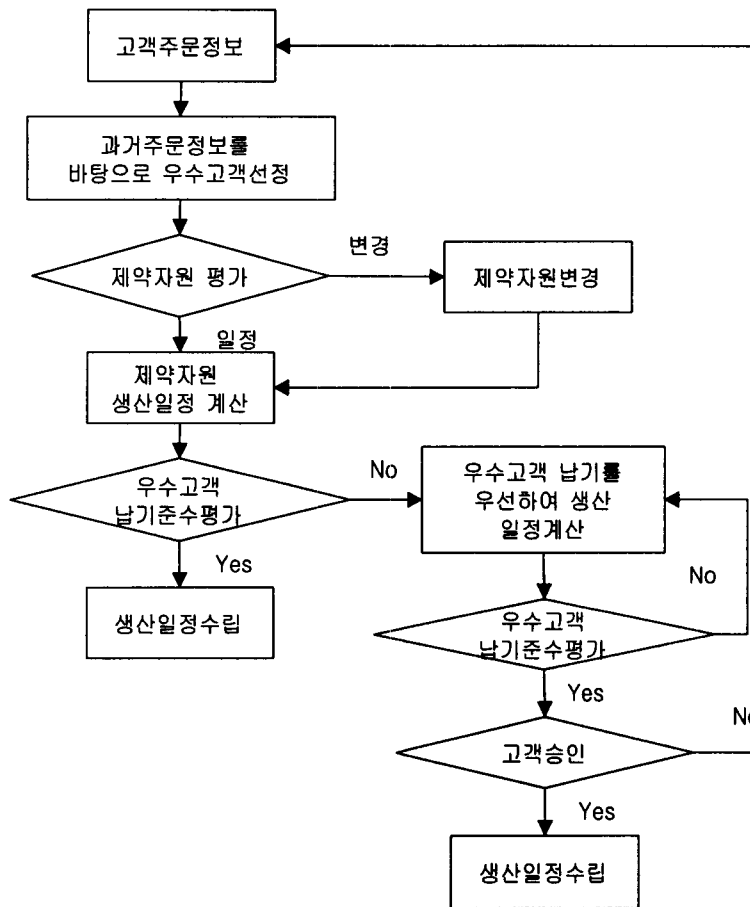 고객주문정보
과거주문정보를
바탕으로 우수고객선정
변경
제약자원 평가
제약자원변경
일정
제약자원
생산일정 계산
No
우수고객 납기를
우선하여 생산
일정계산
우수고객
납기준수평가
Yes
No
생산일정수립
우수고객
납기준수평가
Yes
No
고객승인
Yes
생산일정수립